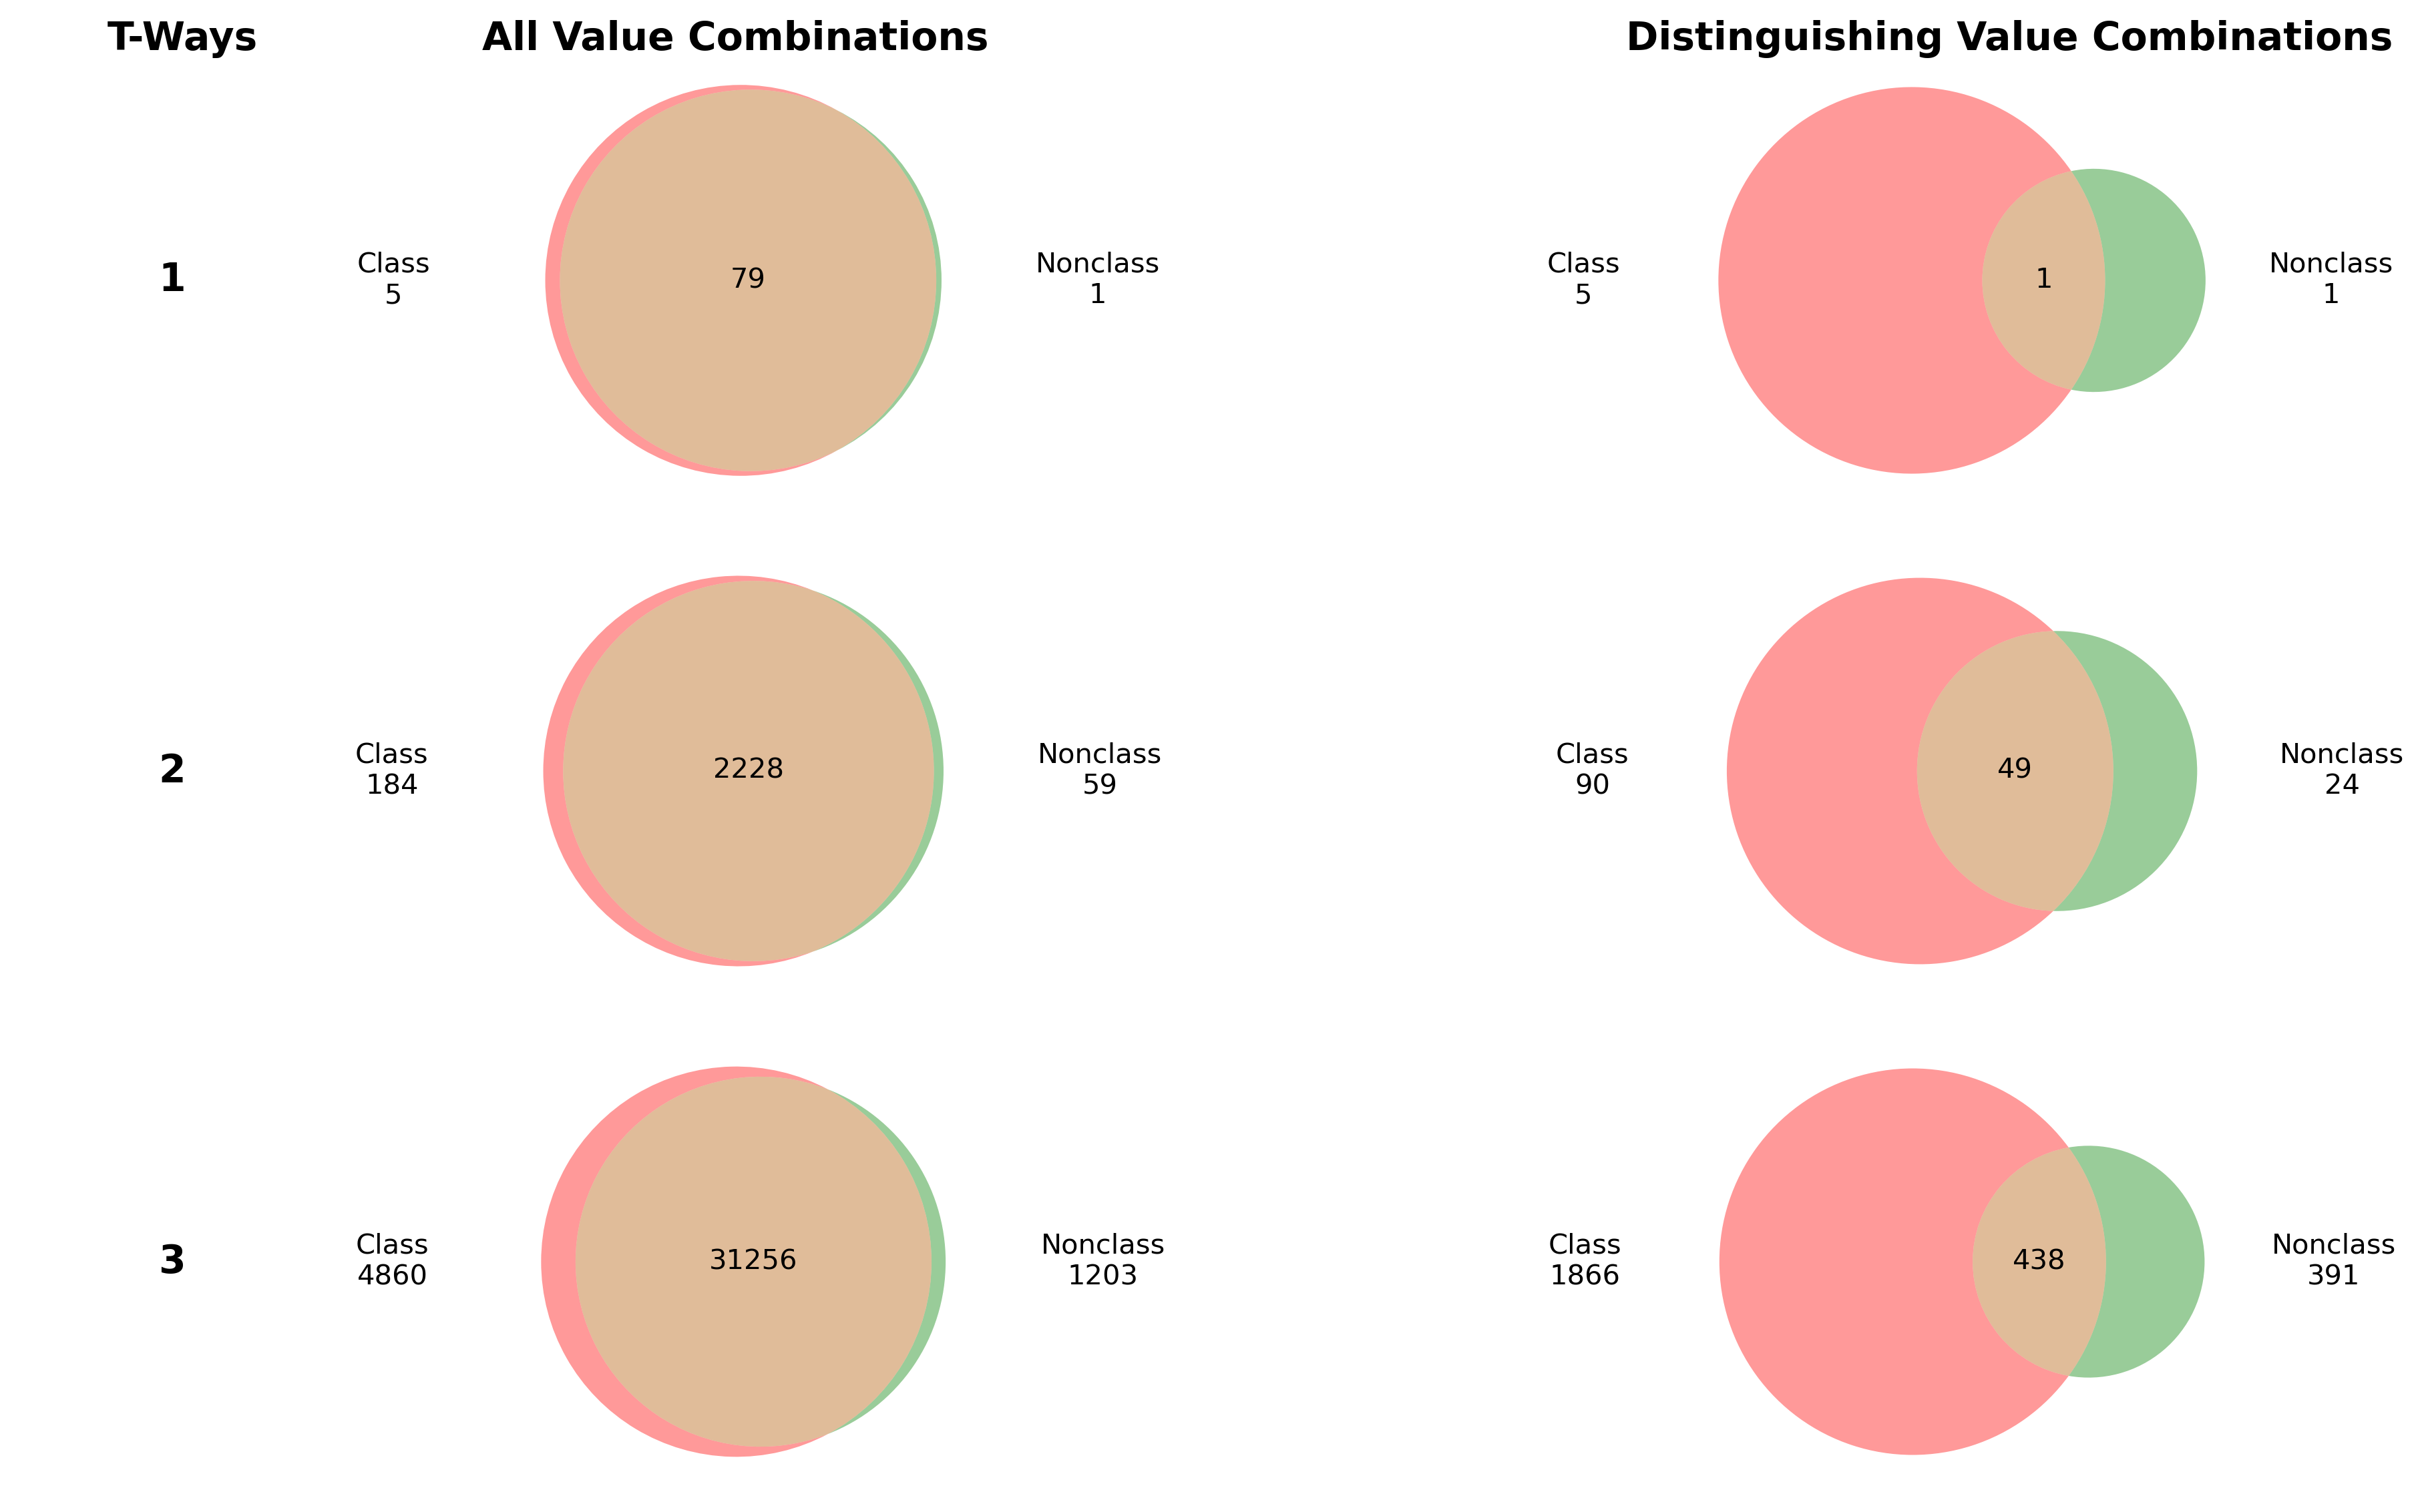 T-Ways
All Value Combinations
Distinguishing Value Combinations
1
Class
5
79
Nonclass
1
Class
5
1
Nonclass
1
2
Class
184
2228
Nonclass
59
Class
90
49
Nonclass
24
3
Class
4860
31256
Nonclass
1203
Class
1866
438
Nonclass
391